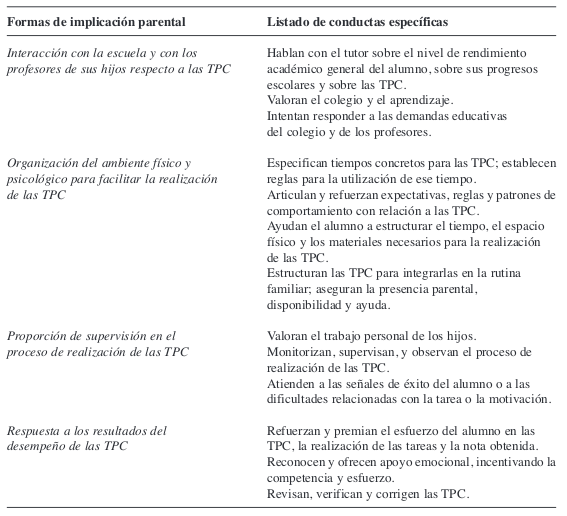 Formas de implicación parental
Listado de conductas específicas
Interacción con la escuela y con los
profesores de sus hijos respecto a las TPC
Hablan con el tutor sobre el nivel de rendimiento
académico general del alumno, sobre sus progresos
escolares y sobre las TPC.
Valoran el colegio y el aprendizaje.
Intentan responder a las demandas educativas
del colegio y de los profesores.
Organización del ambiente físico y
psicológico para facilitar la realización
de las TPC
Especifican tiempos concretos para las TPC; establecen
reglas para la utilización de ese tiempo.
Articulan y refuerzan expectativas, reglas y patrones de
comportamiento con relación a las TPC.
Ayudan el alumno a estructurar el tiempo, el espacio
físico y los materiales necesarios para la realización
de las TPC.
Estructuran las TPC para integrarlas en la rutina
familiar; aseguran la presencia parental,
disponibilidad y ayuda.
Proporción de supervisión en el
proceso de realización de las TPC
Valoran el trabajo personal de los hijos.
Monitorizan, supervisan, y observan el proceso de
realización de las TPC.
Atienden a las señales de éxito del alumno o a las
dificultades relacionadas con la tarea o la motivación.
Respuesta a los resultados del
desempeño de las TPC
Refuerzan y premian el esfuerzo del alumno en las
TPC, la realización de las tareas y la nota obtenida.
Reconocen y ofrecen apoyo emocional, incentivando la
competencia y esfuerzo.
Revisan, verifican y corrigen las TPC.